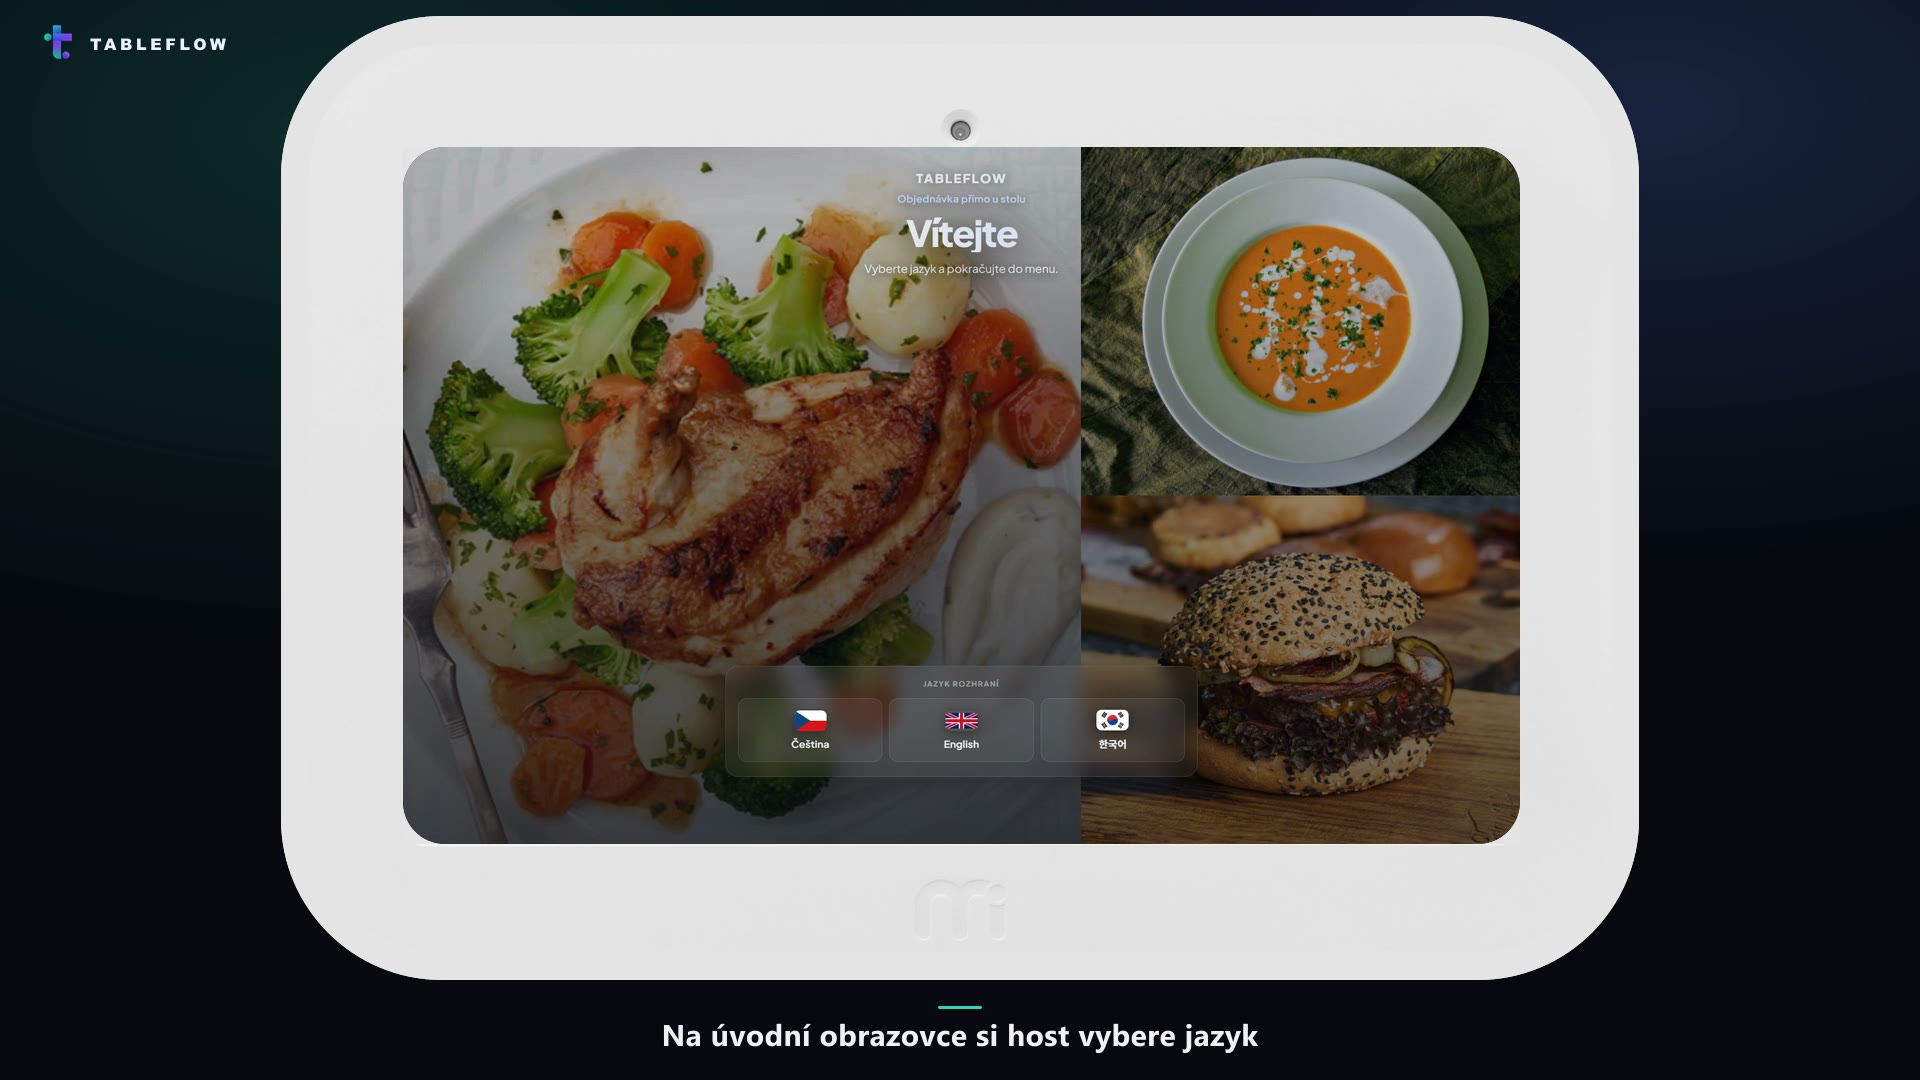 TABLEFLOW
TABLEFLOW
Objednávka přímo u stolu
Vítejte
Vyberte jazyk a pokračujte do menu.
JAZYK ROZHRANÍ
Čeština
English
한국어
mi
Na úvodní obrazovce si host vybere jazyk